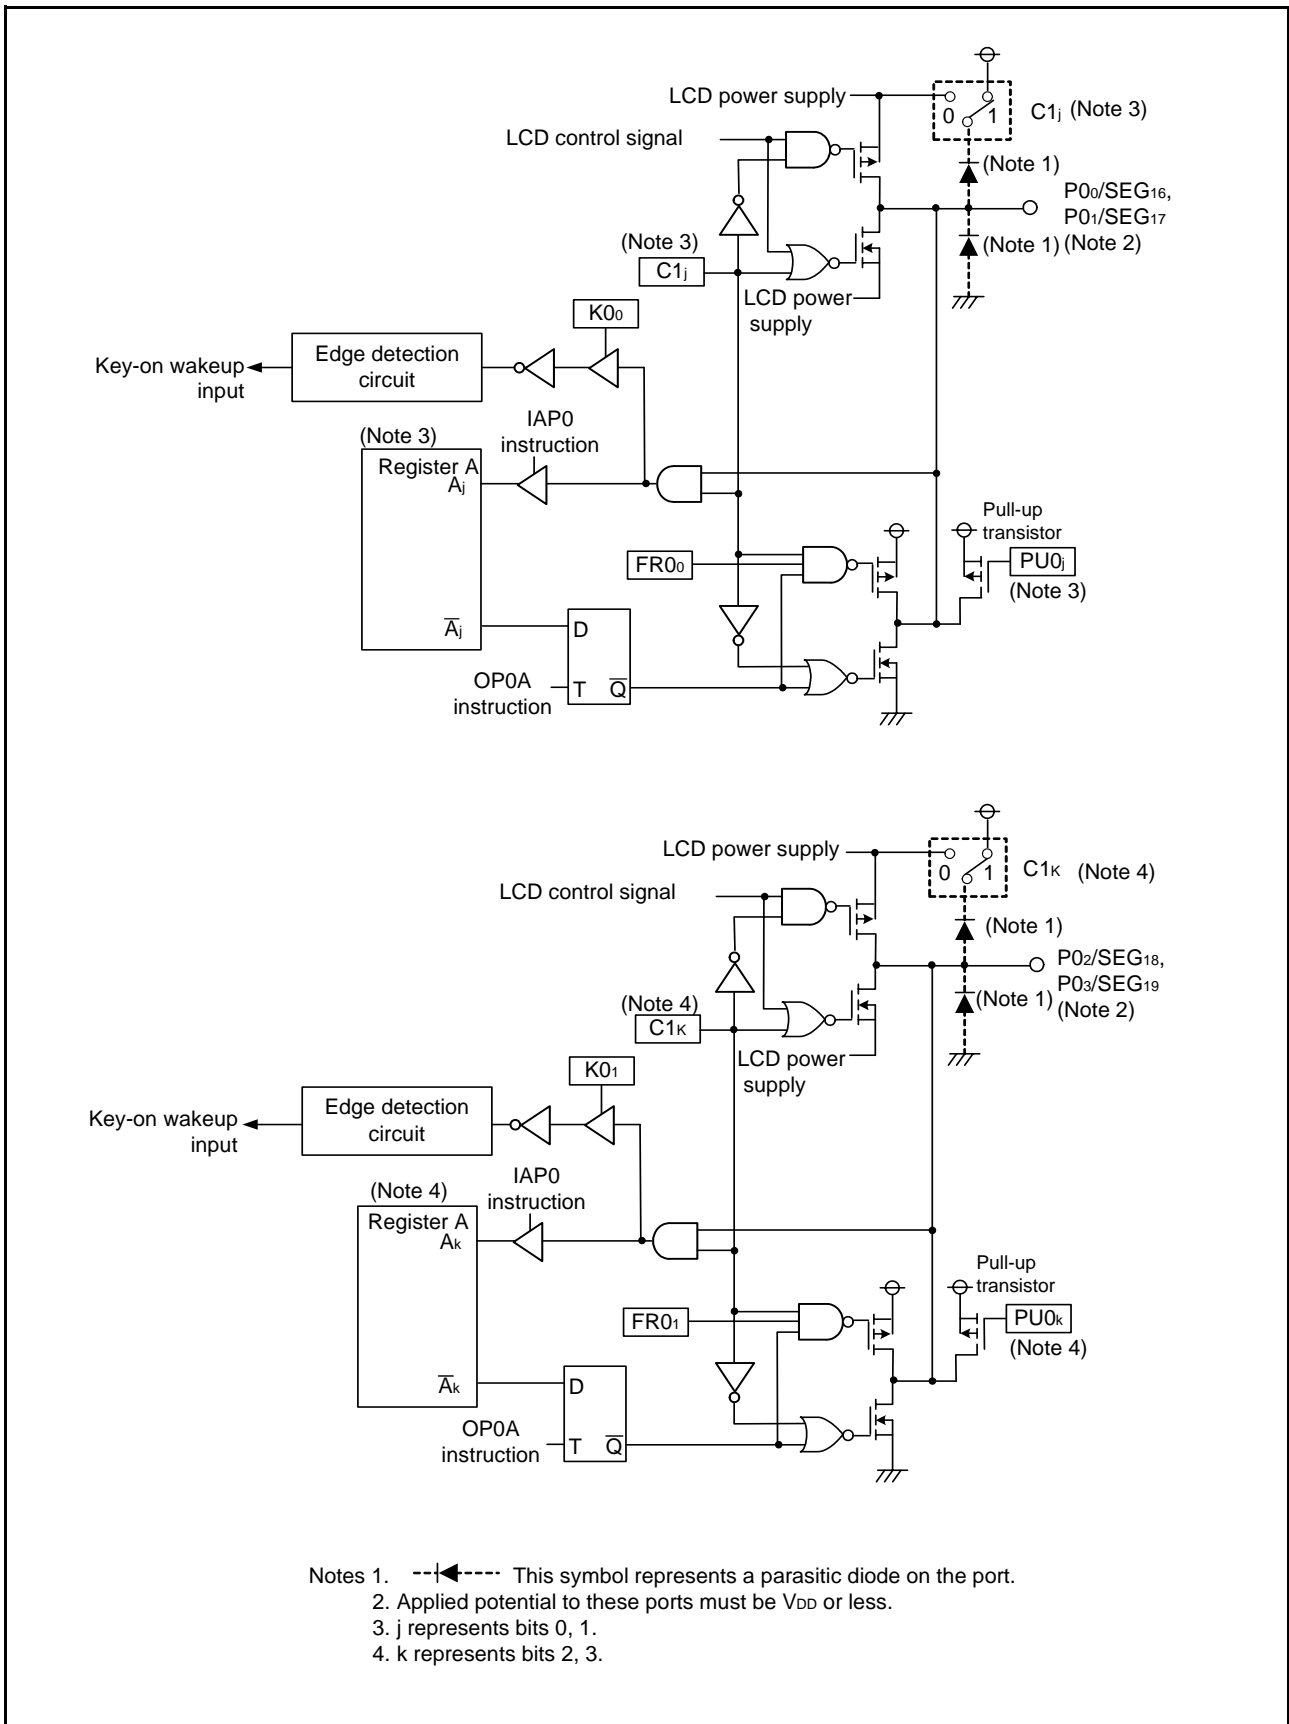 LCD power supply
0 1
C1j (Note 3)
LCD control signal
(Note 1)
P00/SEG16,
P01/SEG17
(Note 1) (Note 2)
(Note 3)
C1j
LCD power
supply
K00
Edge detection
circuit
Key-on wakeup
input
IAP0
instruction
(Note 3)
Register A
Aj
Pull-up
transistor
FR00
PU0j
(Note 3)
A̅j
D
OP0A
instruction
T Q̅
LCD power supply
0 1
C1K (Note 4)
LCD control signal
(Note 1)
P02/SEG18,
P03/SEG19
(Note 1) (Note 2)
(Note 4)
C1K
LCD power
supply
K01
Edge detection
circuit
Key-on wakeup
input
IAP0
instruction
(Note 4)
Register A
Ak
Pull-up
transistor
FR01
PU0k
(Note 4)
A̅k
D
OP0A
instruction
T Q̅
Notes 1. This symbol represents a parasitic diode on the port.
2. Applied potential to these ports must be VDD or less.
3. j represents bits 0, 1.
4. k represents bits 2, 3.